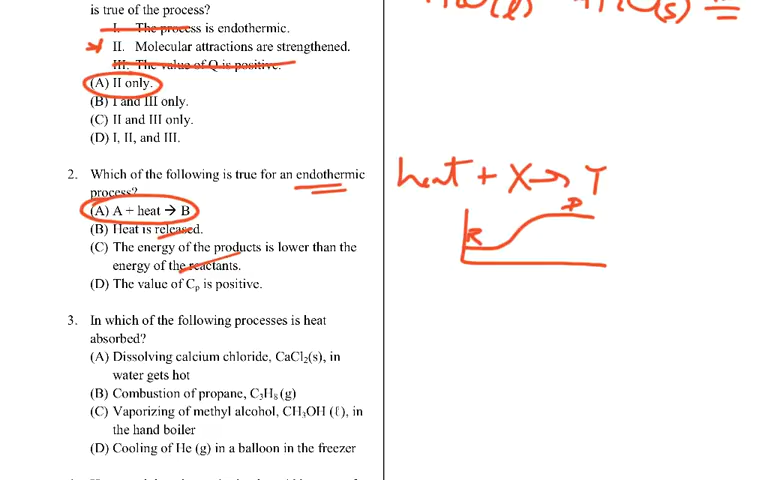 is true of the process?
I. The process is endothermic.
II. Molecular attractions are strengthened.
III. The value of Q is positive.
(A) II only.
(B) I and III only.
(C) II and III only.
(D) I, II, and III.
2. Which of the following is true for an endothermic
process?
(A) A + heat → B
(B) Heat is released.
(C) The energy of the products is lower than the
energy of the reactants.
(D) The value of Cp is positive.
3. In which of the following processes is heat
absorbed?
(A) Dissolving calcium chloride, CaCl2(s), in
water gets hot
(B) Combustion of propane, C3H8 (g)
(C) Vaporizing of methyl alcohol, CH3OH (ℓ), in
the hand boiler
(D) Cooling of He (g) in a balloon in the freezer
(l) (s)
heat + X → Y
R P